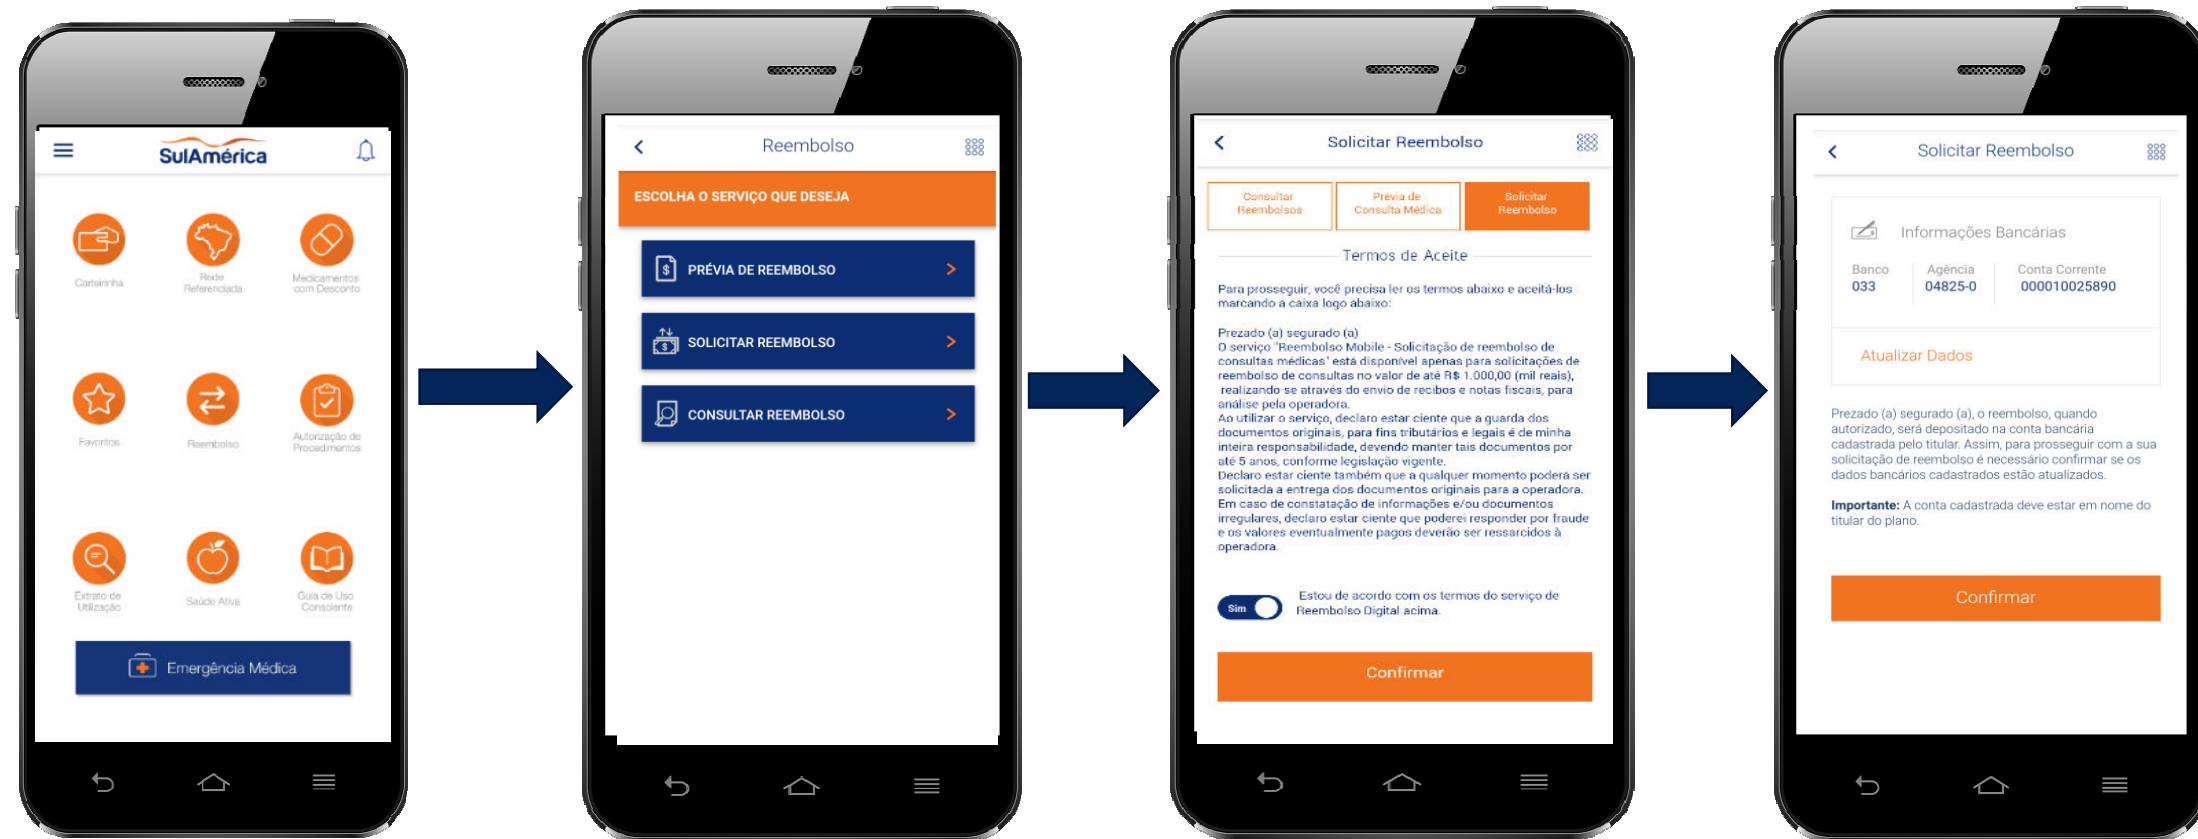 SulAmérica
Carteirinha
Rede
Referenciada
Medicamentos
com Desconto
Favoritos
Reembolso
Autorização de
Procedimentos
Extrato de
Utilização
Saúde Ativa
Guia de Uso
Consciente
Emergência Médica
Reembolso
ESCOLHA O SERVIÇO QUE DESEJA
PRÉVIA DE REEMBOLSO
SOLICITAR REEMBOLSO
CONSULTAR REEMBOLSO
Solicitar Reembolso
Consultar
Reembolsos
Prévia de
Consulta Médica
Solicitar
Reembolso
Termos de Aceite
Para prosseguir, você precisa ler os termos abaixo e aceitá-los
marcando a caixa logo abaixo:
Prezado (a) segurado (a)
O serviço "Reembolso Mobile - Solicitação de reembolso de
consultas médicas" está disponível apenas para solicitações de
reembolso de consultas no valor de até R$ 1.000,00 (mil reais),
realizando-se através do envio de recibos e notas fiscais, para
análise pela operadora.
Ao utilizar o serviço, declaro estar ciente que a guarda dos
documentos originais, para fins tributários e legais é de minha
inteira responsabilidade, devendo manter tais documentos por
até 5 anos, conforme legislação vigente.
Declaro estar ciente também que a qualquer momento poderá ser
solicitada a entrega dos documentos originais para a operadora.
Em caso de constatação de informações e/ou documentos
irregulares, declaro estar ciente que poderei responder por fraude
e os valores eventualmente pagos deverão ser ressarcidos à
operadora.
Sim
Estou de acordo com os termos do serviço de
Reembolso Digital acima.
Confirmar
Solicitar Reembolso
Informações Bancárias
Banco Agência Conta Corrente
033 04825-0 000010025890
Atualizar Dados
Prezado (a) segurado (a), o reembolso, quando
autorizado, será depositado na conta bancária
cadastrada pelo titular. Assim, para prosseguir com a sua
solicitação de reembolso é necessário confirmar se os
dados bancários cadastrados estão atualizados.
Importante: A conta cadastrada deve estar em nome do
titular do plano.
Confirmar